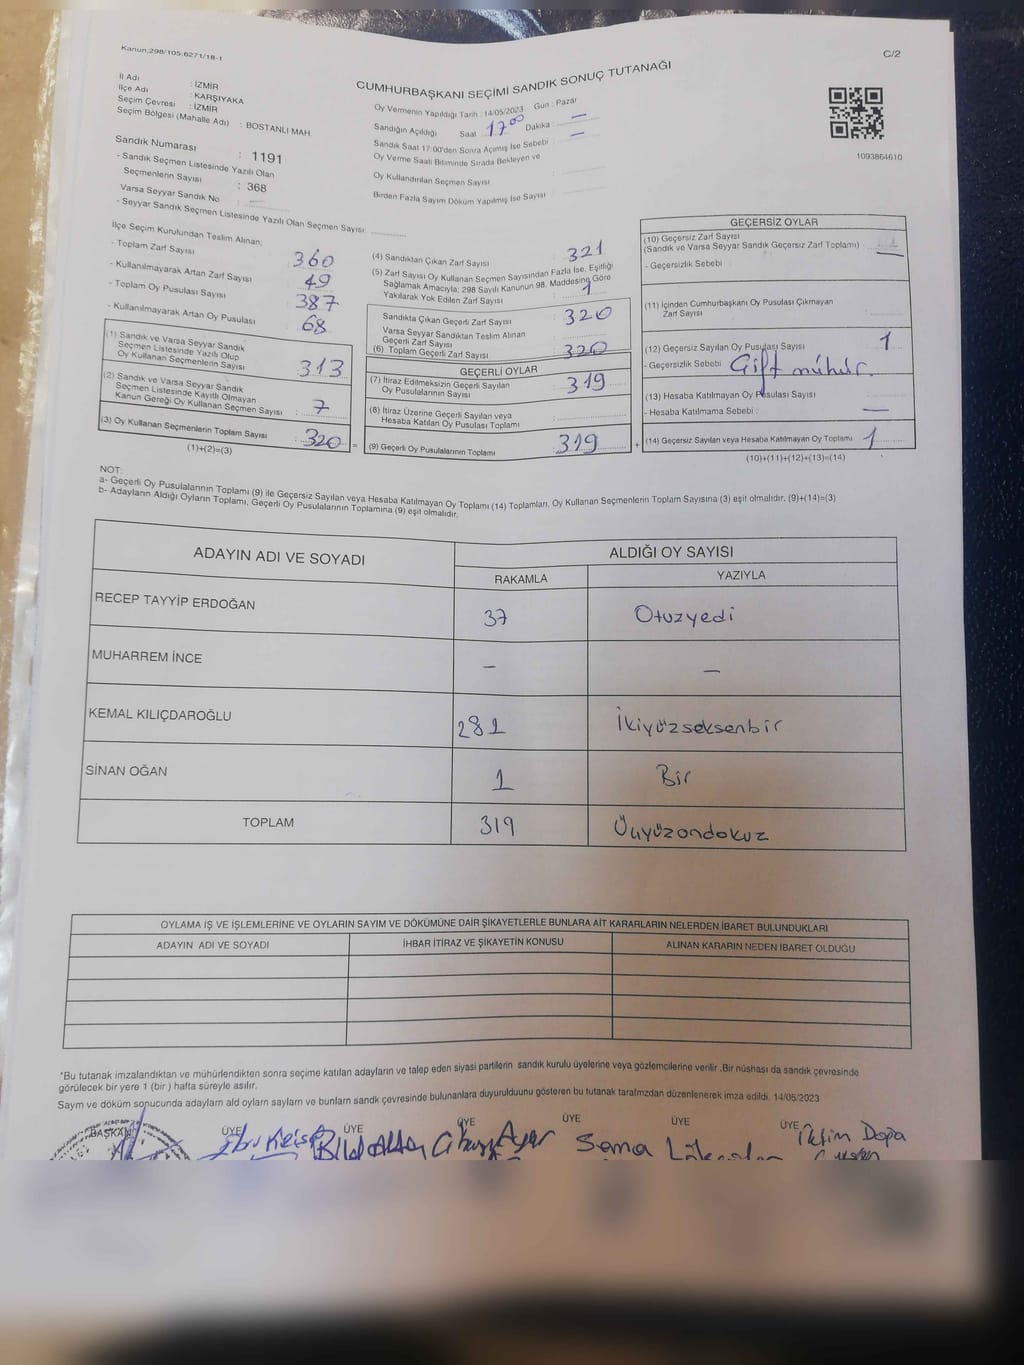 Kanun:298/105:6271/18-1
C/2
CUMHURBAŞKANI SEÇİMİ SANDIK SONUÇ TUTANAĞI
İl Adı : İZMİR
İlçe Adı : KARŞIYAKA
Seçim Çevresi : İZMİR
Seçim Bölgesi (Mahalle Adı) : BOSTANLI MAH.
Sandık Numarası : 1191
- Sandık Seçmen Listesinde Yazılı Olan
Seçmenlerin Sayısı : 368
Varsa Seyyar Sandık No :
- Seyyar Sandık Seçmen Listesinde Yazılı Olan Seçmen Sayısı:
Oy Vermenin Yapıldığı Tarih : 14/05/2023 Gün : Pazar
Sandığın Açıldığı Saat 17:00 Dakika : —
Sandık Saat 17:00'den Sonra Açımış İse Sebebi : —
Oy Verme Saati Bitiminde Sırada Bekleyen ve
Oy Kullandırılan Seçmen Sayısı
Birden Fazla Sayım Döküm Yapılmış İse Sayısı
1093864610
İlçe Seçim Kurulundan Teslim Alınan;
- Toplam Zarf Sayısı : 360
- Kullanılmayarak Artan Zarf Sayısı : 49
- Toplam Oy Pusulası Sayısı : 387
- Kullanılmayarak Artan Oy Pusulası : 68
(1) Sandık ve Varsa Seyyar Sandık
Seçmen Listesinde Yazılı Olup
Oy Kullanan Seçmenlerin Sayısı : 313
(2) Sandık ve Varsa Seyyar Sandık
Seçmen Listesinde Kayıtlı Olmayan
Kanun Gereği Oy Kullanan Seçmen Sayısı : 7
(3) Oy Kullanan Seçmenlerin Toplam Sayısı : 320 =
(1)+(2)=(3)
(4) Sandıktan Çıkan Zarf Sayısı : 321
(5) Zarf Sayısı Oy Kullanan Seçmen Sayısından Fazla İse, Eşitliği
Sağlamak Amacıyla; 298 Sayılı Kanunun 98. Maddesine Göre
Yakılarak Yok Edilen Zarf Sayısı : 1
Sandıkta Çıkan Geçerli Zarf Sayısı : 320
Varsa Seyyar Sandıktan Teslim Alınan
Geçerli Zarf Sayısı
(6) Toplam Geçerli Zarf Sayısı : 320
GEÇERLİ OYLAR
(7) İtiraz Edilmeksizin Geçerli Sayılan
Oy Pusulalarının Sayısı : 319
(8) İtiraz Üzerine Geçerli Sayılan veya
Hesaba Katılan Oy Pusulası Toplamı
(9) Geçerli Oy Pusulalarının Toplamı : 319 +
GEÇERSİZ OYLAR
(10) Geçersiz Zarf Sayısı
(Sandık ve Varsa Seyyar Sandık Geçersiz Zarf Toplamı) :
- Geçersizlik Sebebi :
(11) İçinden Cumhurbaşkanı Oy Pusulası Çıkmayan
Zarf Sayısı
(12) Geçersiz Sayılan Oy Pusulası Sayısı 1
- Geçersizlik Sebebi : Çift mühür.
(13) Hesaba Katılmayan Oy Pusulası Sayısı
- Hesaba Katılmama Sebebi : —
(14) Geçersiz Sayılan veya Hesaba Katılmayan Oy Toplamı : 1
(10)+(11)+(12)+(13)=(14)
NOT:
a- Geçerli Oy Pusulalarının Toplamı (9) ile Geçersiz Sayılan veya Hesaba Katılmayan Oy Toplamı (14) Toplamları, Oy Kullanan Seçmenlerin Toplam Sayısına (3) eşit olmalıdır. (9)+(14)=(3)
b- Adayların Aldığı Oyların Toplamı, Geçerli Oy Pusulalarının Toplamına (9) eşit olmalıdır.
ADAYIN ADI VE SOYADI ALDIĞI OY SAYISI
RAKAMLA YAZIYLA
RECEP TAYYİP ERDOĞAN 37 Otuzyedi
MUHARREM İNCE — —
KEMAL KILIÇDAROĞLU 281 İkiyüzseksenbir
SİNAN OĞAN 1 Bir
TOPLAM 319 Üçyüzondokuz
OYLAMA İŞ VE İŞLEMLERİNE VE OYLARIN SAYIM VE DÖKÜMÜNE DAİR ŞİKAYETLERLE BUNLARA AİT KARARLARIN NELERDEN İBARET BULUNDUKLARI
ADAYIN ADI VE SOYADI İHBAR İTİRAZ VE ŞİKAYETİN KONUSU ALINAN KARARIN NEDEN İBARET OLDUĞU
*Bu tutanak imzalandıktan ve mühürlendikten sonra seçime katılan adayların ve talep eden siyasi partilerin sandık kurulu üyelerine veya gözlemcilerine verilir .Bir nüshası da sandık çevresinde
görülecek bir yere 1 (bir ) hafta süreyle asılır.
Saym ve döküm sonucunda adaylarn ald oylarn saylarn ve bunlarn sandk çevresinde bulunanlara duyurulduunu gösteren bu tutanak tarafmzdan düzenlenerek imza edildi. 14/05/2023
BAŞKAN ÜYE ÜYE ÜYE ÜYE ÜYE ÜYE
Sema
Doğa